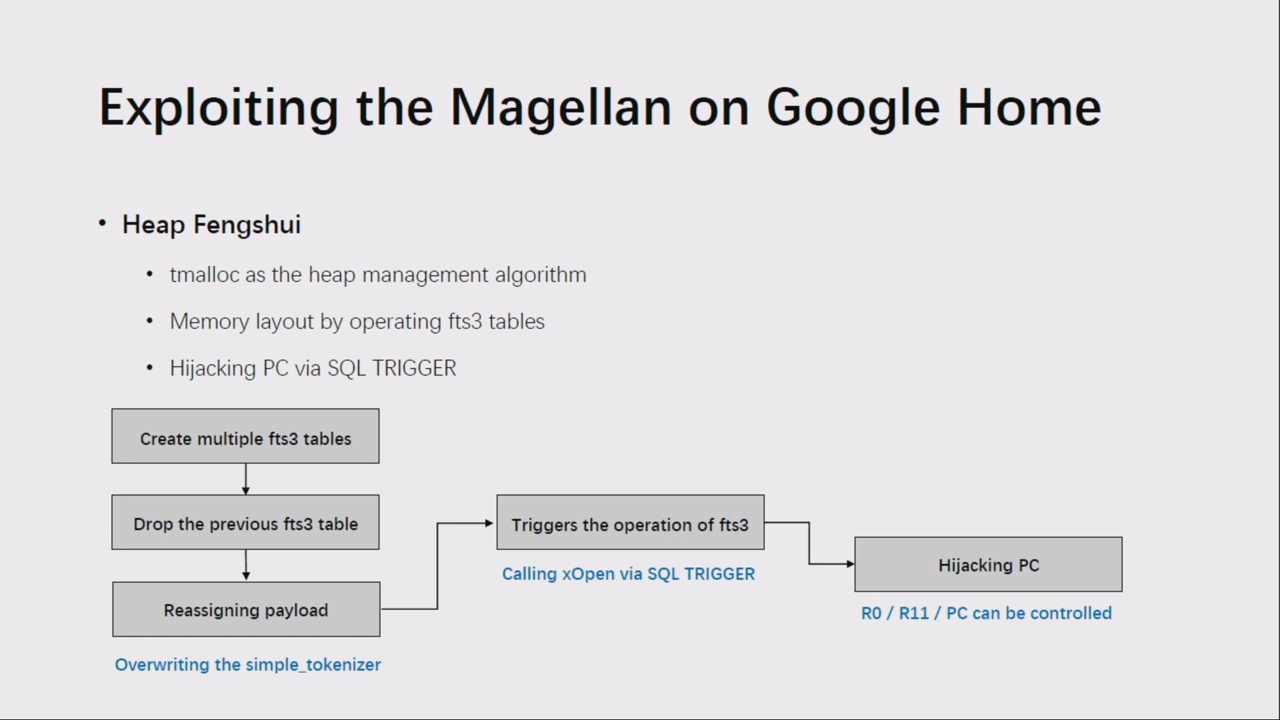 Exploiting the Magellan on Google Home
• Heap Fengshui
• tmalloc as the heap management algorithm
• Memory layout by operating fts3 tables
• Hijacking PC via SQL TRIGGER
Create multiple fts3 tables
Drop the previous fts3 table
Reassigning payload
Overwriting the simple_tokenizer
Triggers the operation of fts3
Calling xOpen via SQL TRIGGER
Hijacking PC
R0 / R11 / PC can be controlled